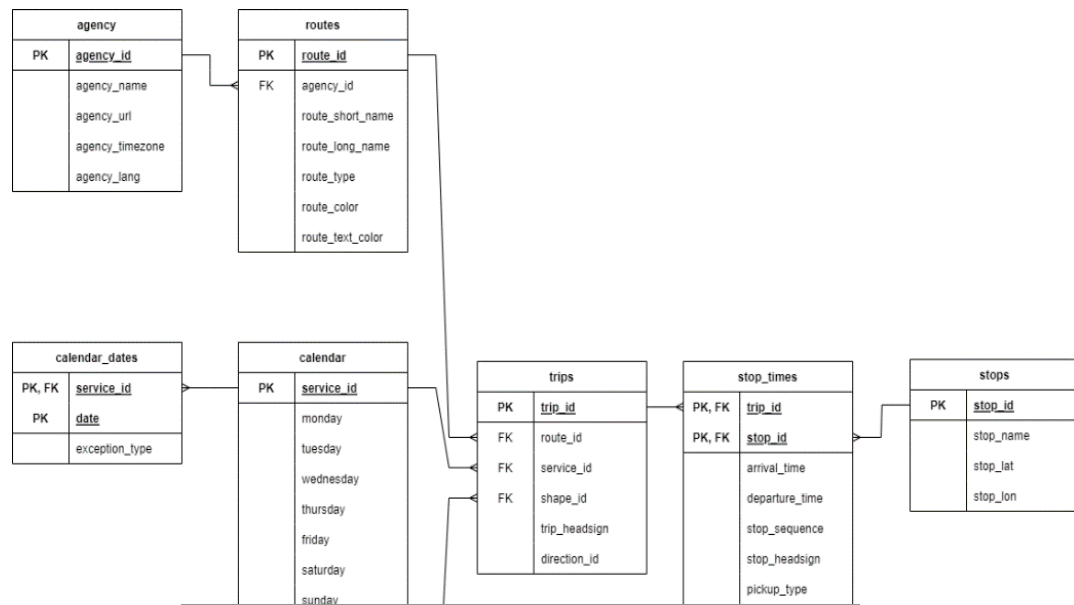 agency
PK agency_id
agency_name
agency_url
agency_timezone
agency_lang
routes
PK route_id
FK agency_id
route_short_name
route_long_name
route_type
route_color
route_text_color
calendar_dates
PK, FK service_id
PK date
exception_type
calendar
PK service_id
monday
tuesday
wednesday
thursday
friday
saturday
sunday
trips
PK trip_id
FK route_id
FK service_id
FK shape_id
trip_headsign
direction_id
stop_times
PK, FK trip_id
PK, FK stop_id
arrival_time
departure_time
stop_sequence
stop_headsign
pickup_type
stops
PK stop_id
stop_name
stop_lat
stop_lon